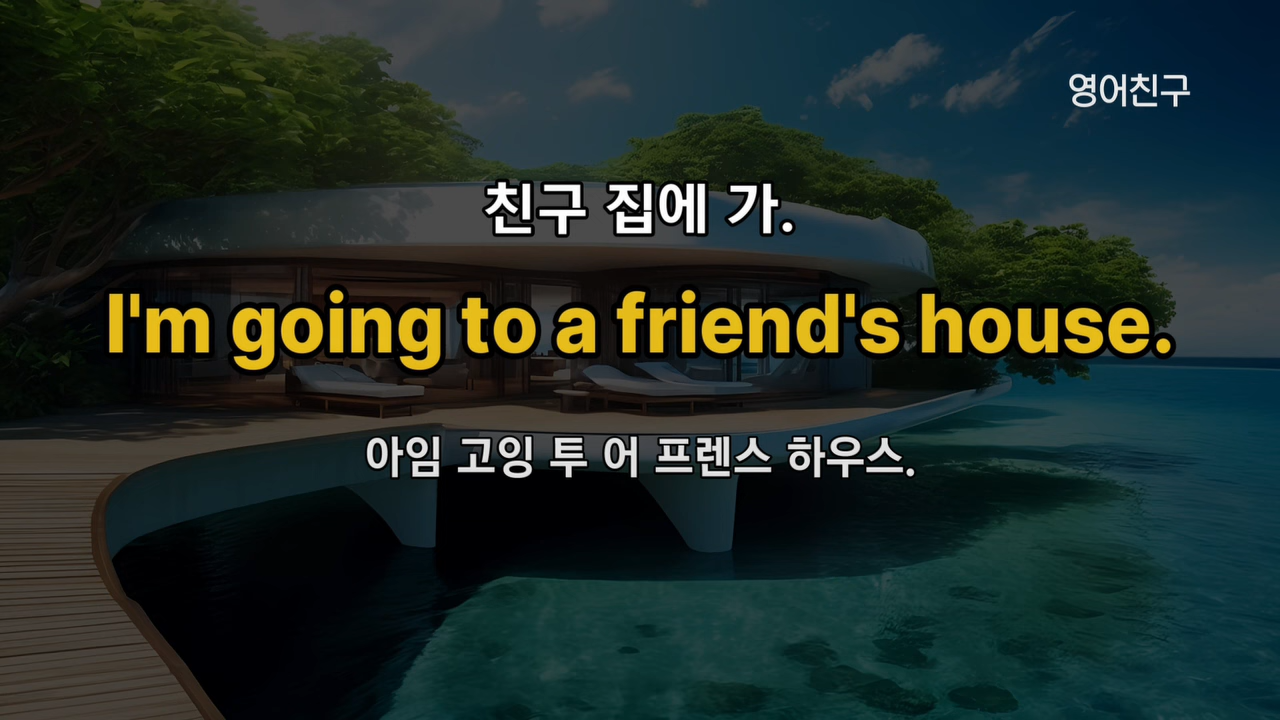 영어친구
친구 집에 가.
I'm going to a friend's house.
아임 고잉 투 어 프렌스 하우스.